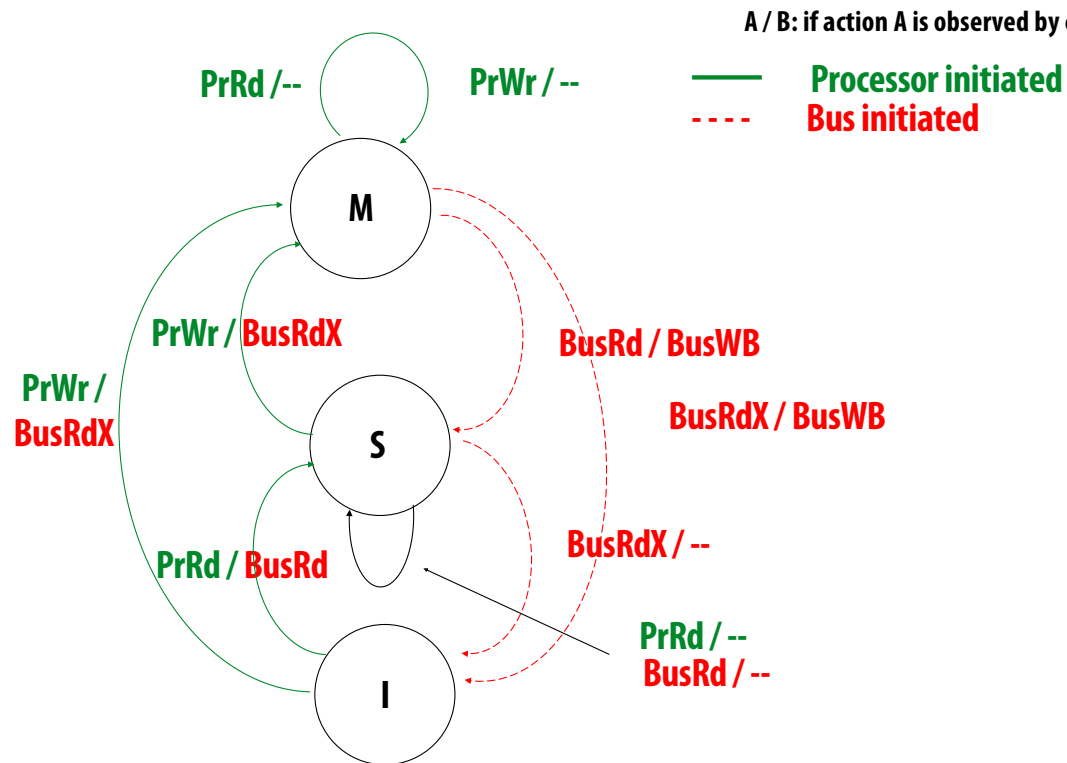 A / B: if action A is observed by
PrRd /--
PrWr / --
Processor initiated
Bus initiated
M
PrWr / BusRdX
BusRd / BusWB
PrWr /
BusRdX
BusRdX / BusWB
S
PrRd / BusRd
BusRdX / --
PrRd / --
BusRd / --
I